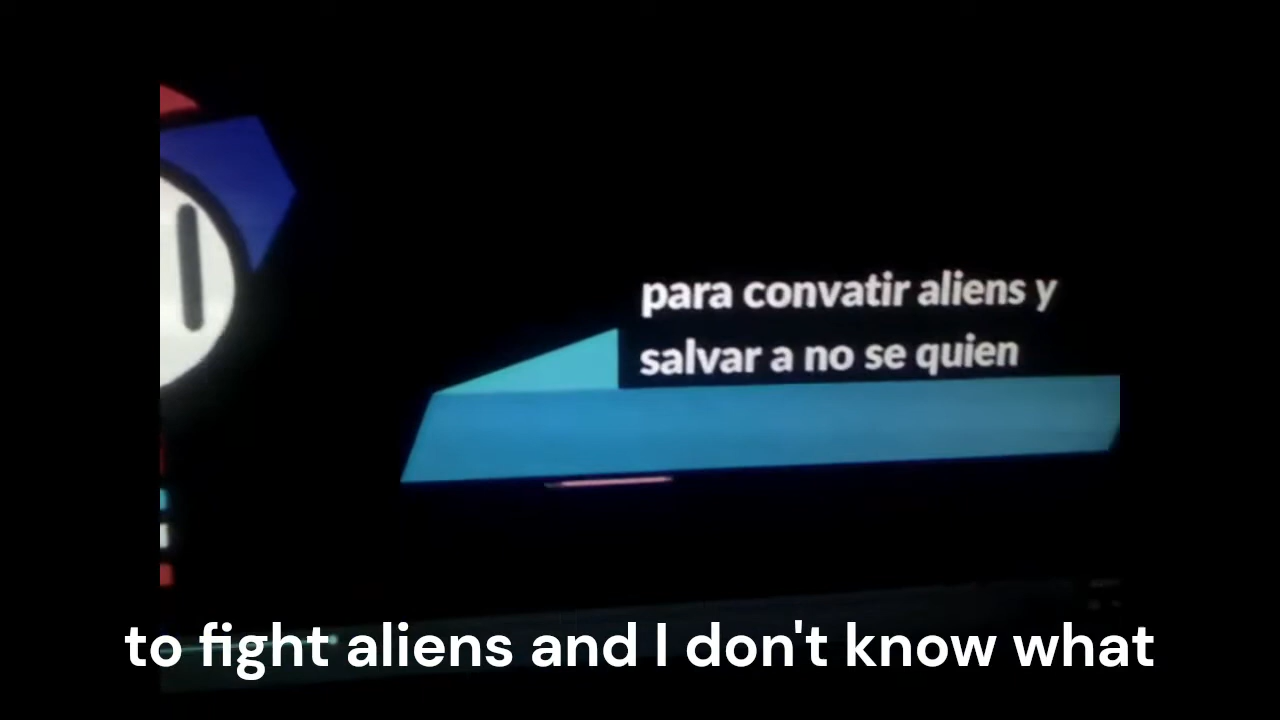 para convatir aliens y
salvar a no se quien
to fight aliens and I don't know what